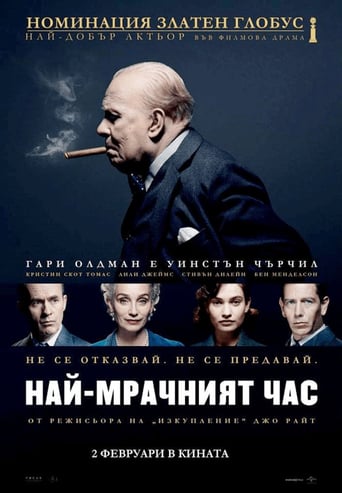 НОМИНАЦИЯ ЗЛАТЕН ГЛОБУС
НАЙ-ДОБЪР АКТЬОР ВЪВ ФИЛМОВА ДРАМА
ГАРИ ОЛДМАН Е УИНСТЪН ЧЪРЧИЛ
КРИСТИН СКОТ ТОМАС ЛИЛИ ДЖЕЙМС СТИВЪН ДИЛЕЙН БЕН МЕНДЕЛСОН
НЕ СЕ ОТКАЗВАЙ. НЕ СЕ ПРЕДАВАЙ.
НАЙ-МРАЧНИЯТ ЧАС
ОТ РЕЖИСЬОРА НА „ИЗКУПЛЕНИЕ“ ДЖО РАЙТ
2 ФЕВРУАРИ В КИНАТА